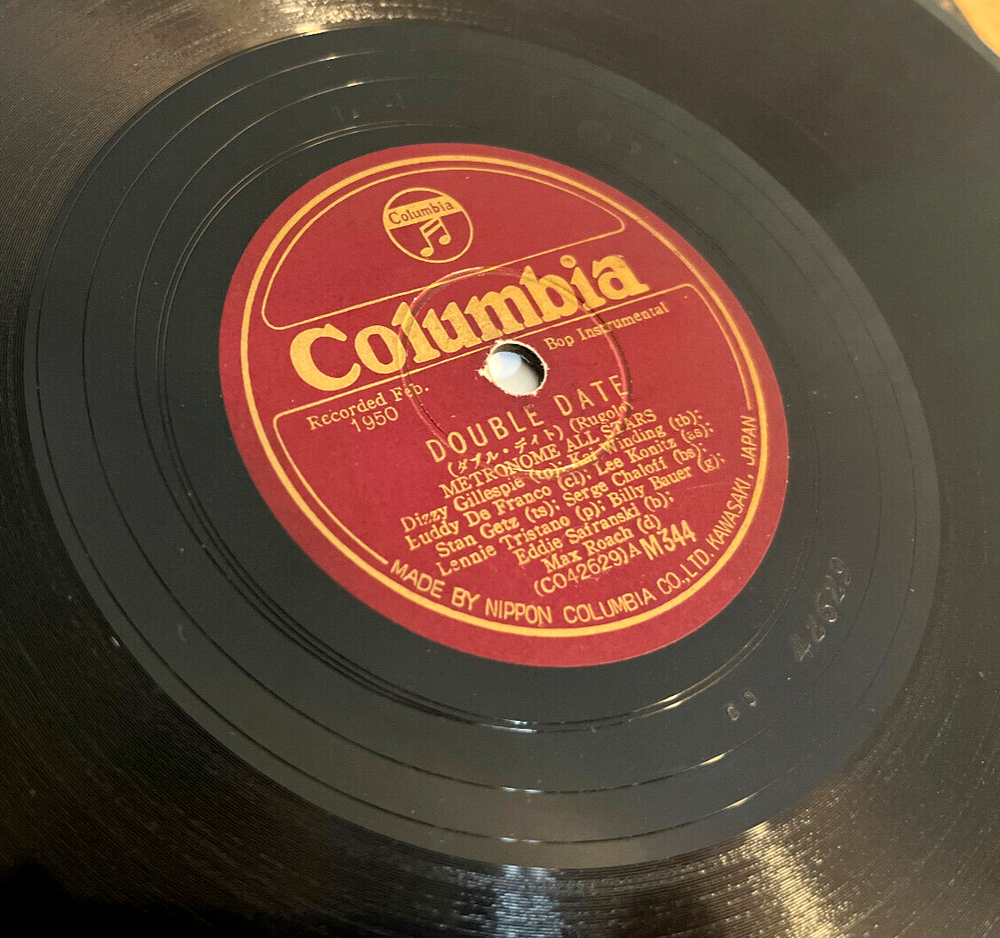 Columbia
Columbia
Bop Instrumental
Recorded Feb.
1950
DOUBLE DATE
(ダブル・デイト) (Rugolo)
METRONOME ALL STARS
Dizzy Gillespie (tp); Kai Winding (tb);
Buddy De Franco (cl); Lee Konitz (as);
Stan Getz (ts); Serge Chaloff (bs);
Lennie Tristano (p); Billy Bauer (g);
Eddie Safranski (b);
Max Roach (d)
(CO42629)A M344
MADE BY NIPPON COLUMBIA CO.,LTD. KAWASAKI, JAPAN
42629